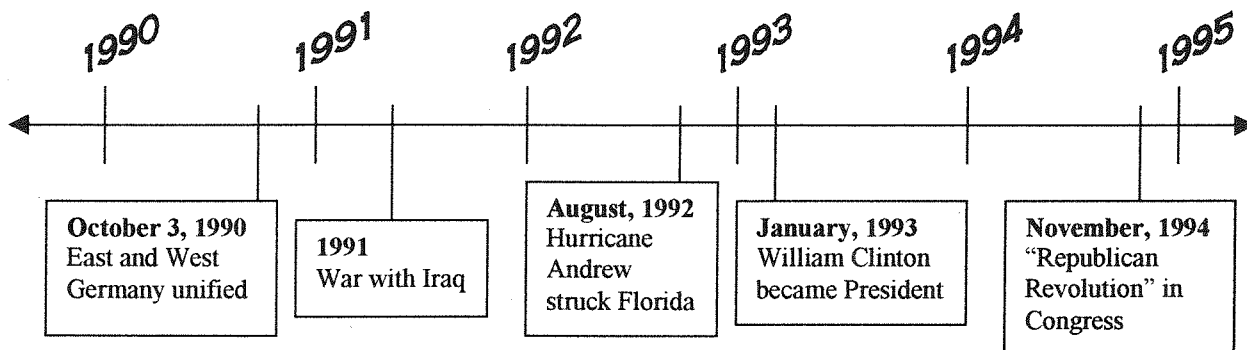 1990
1991
1992
1993
1994
1995
October 3, 1990
East and West
Germany unified
1991
War with Iraq
August, 1992
Hurricane
Andrew
struck Florida
January, 1993
William Clinton
became President
November, 1994
“Republican
Revolution” in
Congress